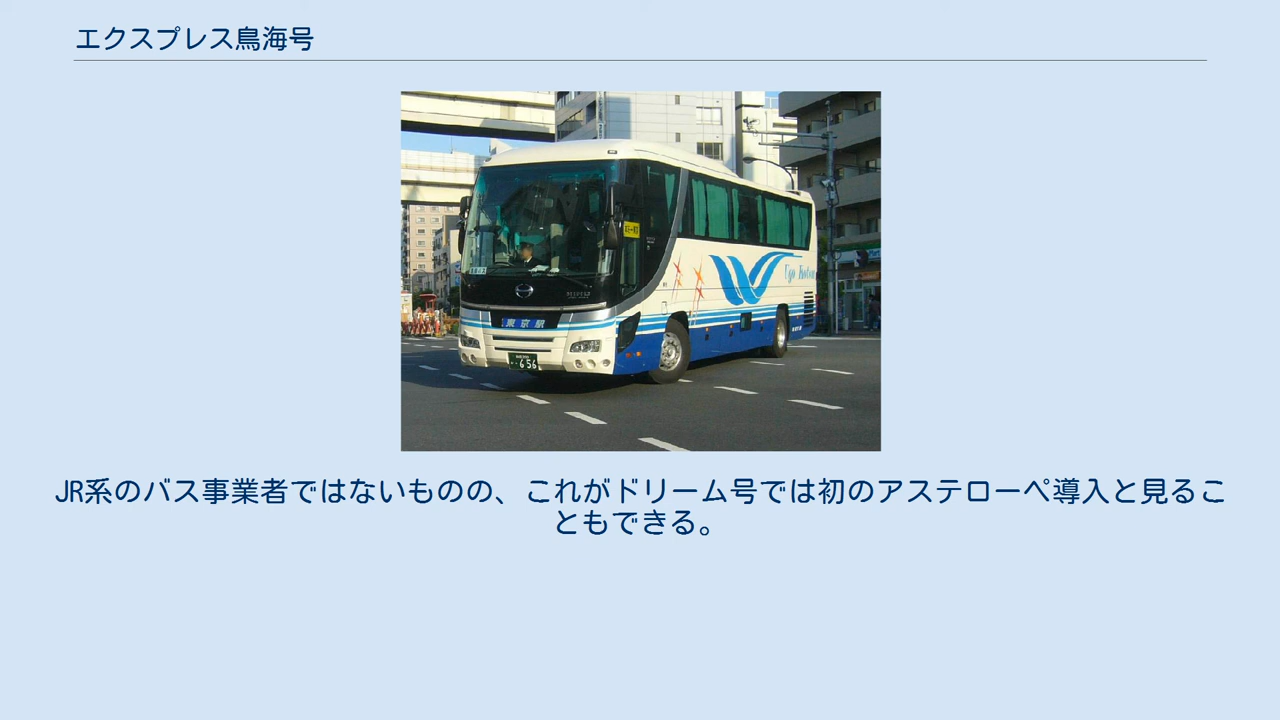 エクスプレス鳥海号
Ugo Kotsu
東京駅
・656
JR系のバス事業者ではないものの、これがドリーム号では初のアステローペ導入と見るこ
ともできる。